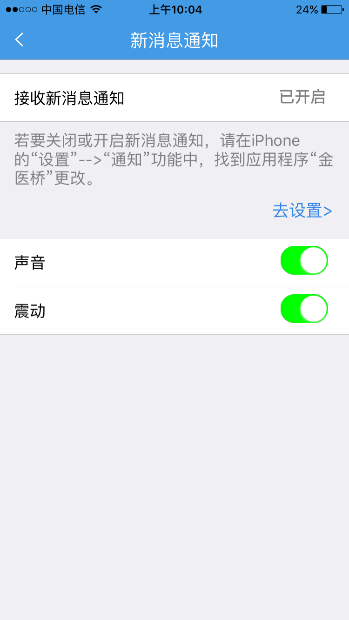 中国电信 上午10:04 24%
新消息通知
接收新消息通知 已开启
若要关闭或开启新消息通知，请在iPhone
的“设置”-->“通知”功能中，找到应用程序“金
医桥”更改。
去设置>
声音
震动